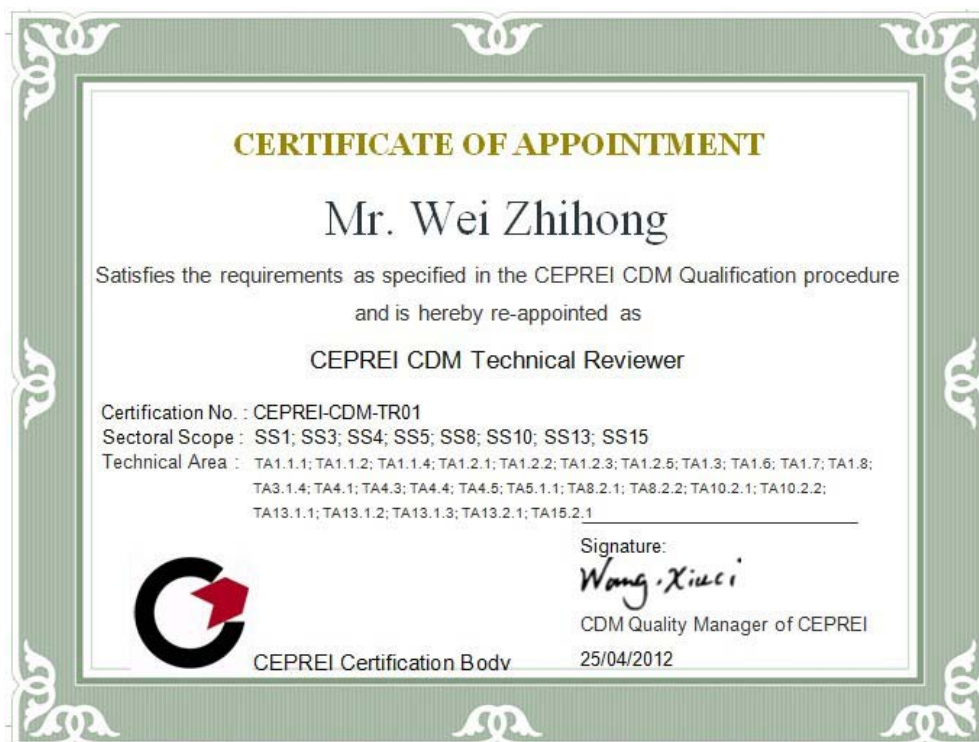 CERTIFICATE OF APPOINTMENT
Mr. Wei Zhihong
Satisfies the requirements as specified in the CEPREI CDM Qualification procedure
and is hereby re-appointed as
CEPREI CDM Technical Reviewer
Certification No. : CEPREI-CDM-TR01
Sectoral Scope : SS1; SS3; SS4; SS5; SS8; SS10; SS13; SS15
Technical Area : TA1.1.1; TA1.1.2; TA1.1.4; TA1.2.1; TA1.2.2; TA1.2.3; TA1.2.5; TA1.3; TA1.6; TA1.7; TA1.8;
TA3.1.4; TA4.1; TA4.3; TA4.4; TA4.5; TA5.1.1; TA8.2.1; TA8.2.2; TA10.2.1; TA10.2.2;
TA13.1.1; TA13.1.2; TA13.1.3; TA13.2.1; TA15.2.1
Signature:
Wang. Xiuci
CDM Quality Manager of CEPREI
CEPREI Certification Body
25/04/2012